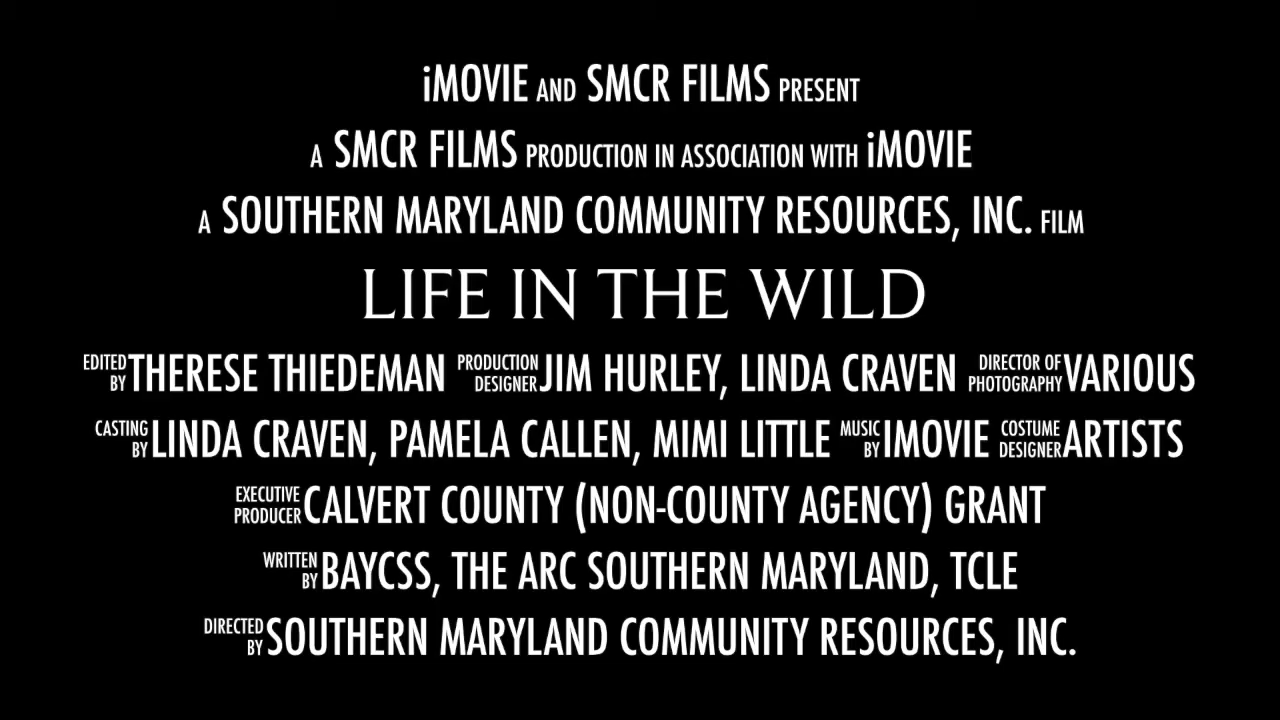 iMOVIE AND SMCR FILMS PRESENT
A SMCR FILMS PRODUCTION IN ASSOCIATION WITH iMOVIE
A SOUTHERN MARYLAND COMMUNITY RESOURCES, INC. FILM
LIFE IN THE WILD
EDITED BY THERESE THIEDEMAN PRODUCTION DESIGNER JIM HURLEY, LINDA CRAVEN DIRECTOR OF PHOTOGRAPHY VARIOUS
CASTING BY LINDA CRAVEN, PAMELA CALLEN, MIMI LITTLE MUSIC BY IMOVIE COSTUME DESIGNER ARTISTS
EXECUTIVE PRODUCER CALVERT COUNTY (NON-COUNTY AGENCY) GRANT
WRITTEN BY BAYCSS, THE ARC SOUTHERN MARYLAND, TCLE
DIRECTED BY SOUTHERN MARYLAND COMMUNITY RESOURCES, INC.